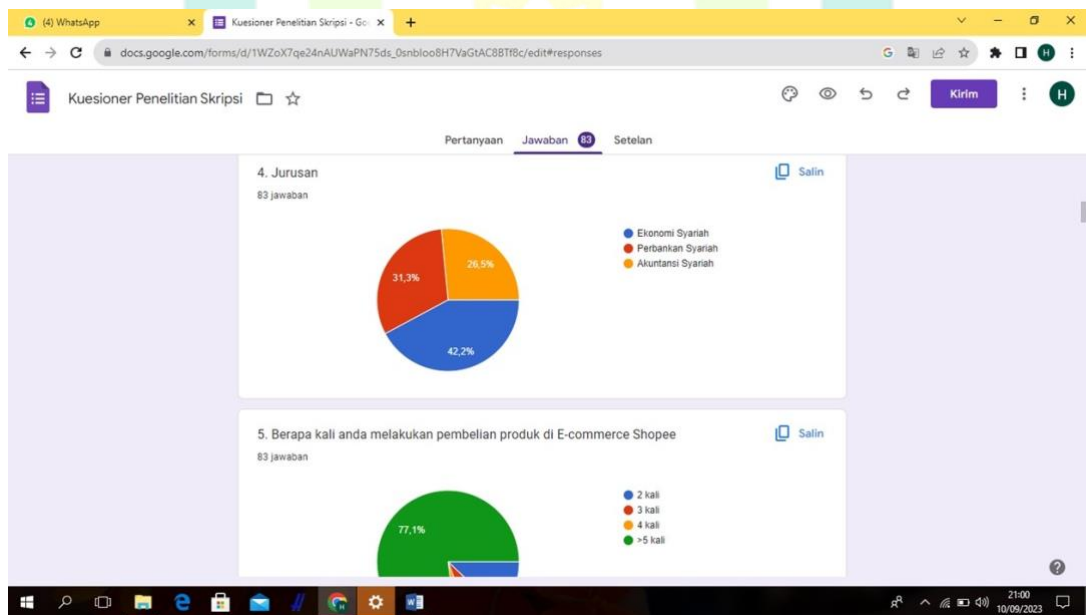 (4) WhatsApp
Kuesioner Penelitian Skripsi - Go
docs.google.com/forms/d/1WZoX7qe24nAUWaPN75ds_0snbloo8H7VaGtAC8BTf8c/edit#responses
Kuesioner Penelitian Skripsi
Kirim
H
Pertanyaan Jawaban 83 Setelan
4. Jurusan
Salin
83 jawaban
Ekonomi Syariah
Perbankan Syariah
Akuntansi Syariah
31,3%
26,5%
42,2%
5. Berapa kali anda melakukan pembelian produk di E-commerce Shopee
Salin
83 jawaban
2 kali
3 kali
4 kali
>5 kali
77,1%
21:00
10/09/2023